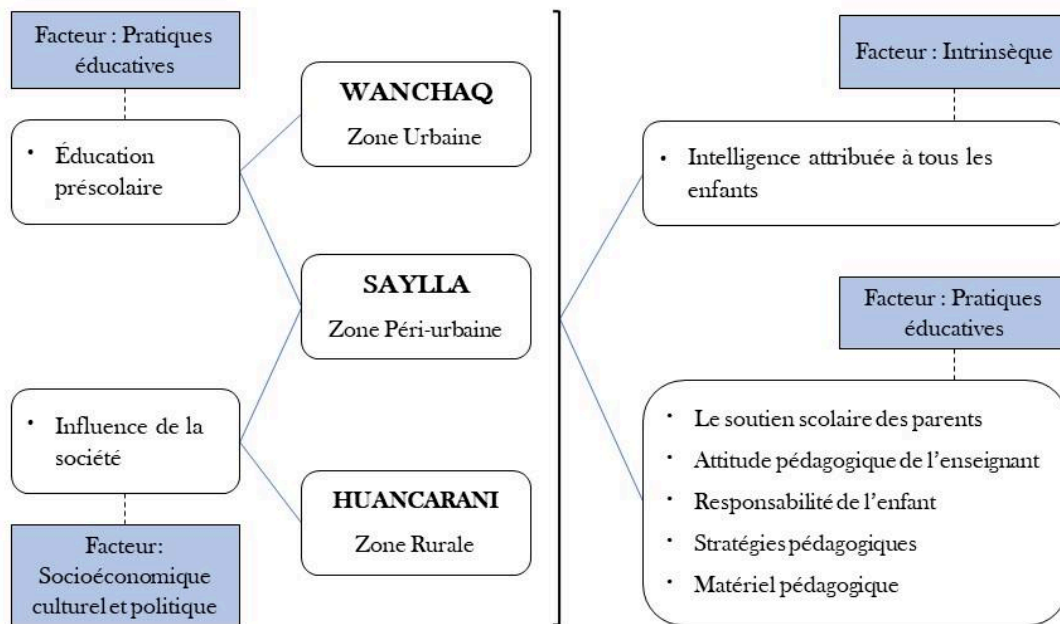 Facteur : Pratiques
éducatives
• Éducation
préscolaire
• Influence de la
société
Facteur:
Socioéconomique
culturel et politique
WANCHAQ
Zone Urbaine
SAYLLA
Zone Péri-urbaine
HUANCARANI
Zone Rurale
Facteur : Intrinsèque
• Intelligence attribuée à tous les
enfants
Facteur : Pratiques
éducatives
• Le soutien scolaire des parents
• Attitude pédagogique de l'enseignant
• Responsabilité de l'enfant
• Stratégies pédagogiques
• Matériel pédagogique